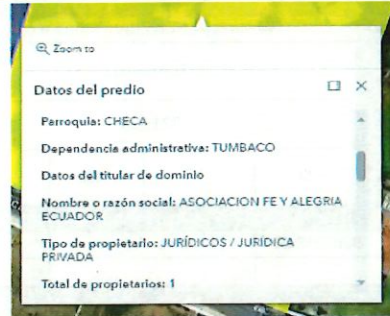 Zoom to
Datos del predio
Parroquia: CHECA
Dependencia administrativa: TUMBACO
Datos del titular de dominio
Nombre o razón social: ASOCIACION FE Y ALEGRIA
ECUADOR
Tipo de propietario: JURÍDICOS / JURÍDICA
PRIVADA
Total de propietarios: 1